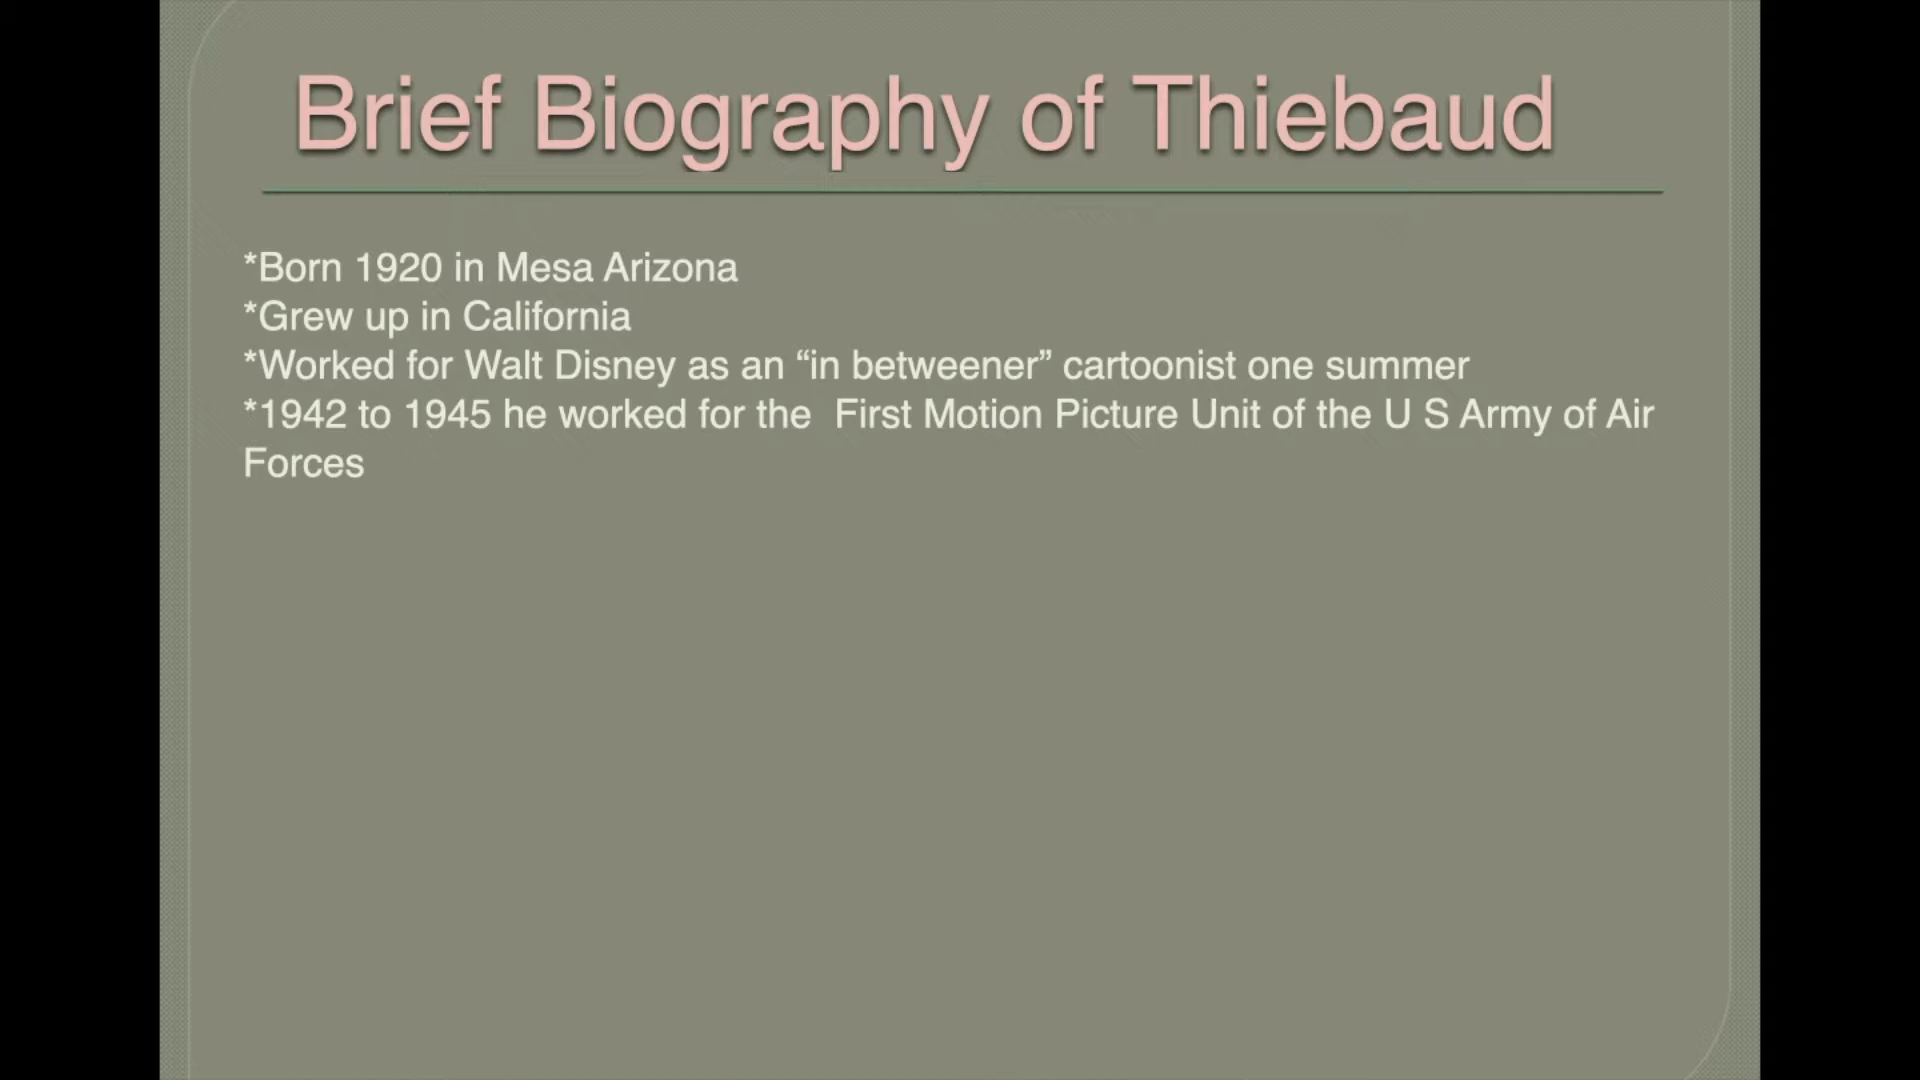 Brief Biography of Thiebaud
*Born 1920 in Mesa Arizona
*Grew up in California
*Worked for Walt Disney as an “in betweener” cartoonist one summer
*1942 to 1945 he worked for the  First Motion Picture Unit of the U S Army of Air
Forces